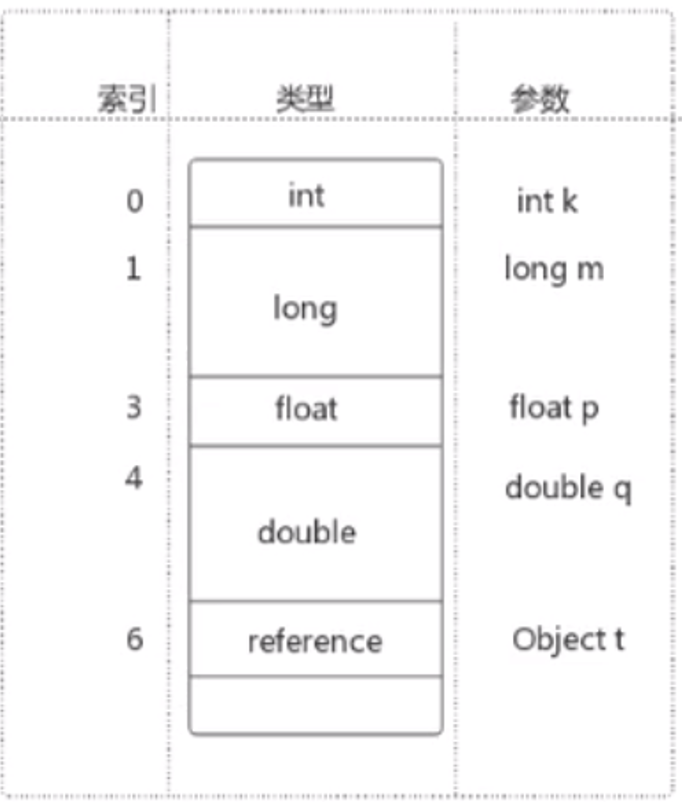 索引 类型 参数
0 int int k
1 long long m
3 float float p
4 double double q
6 reference Object t